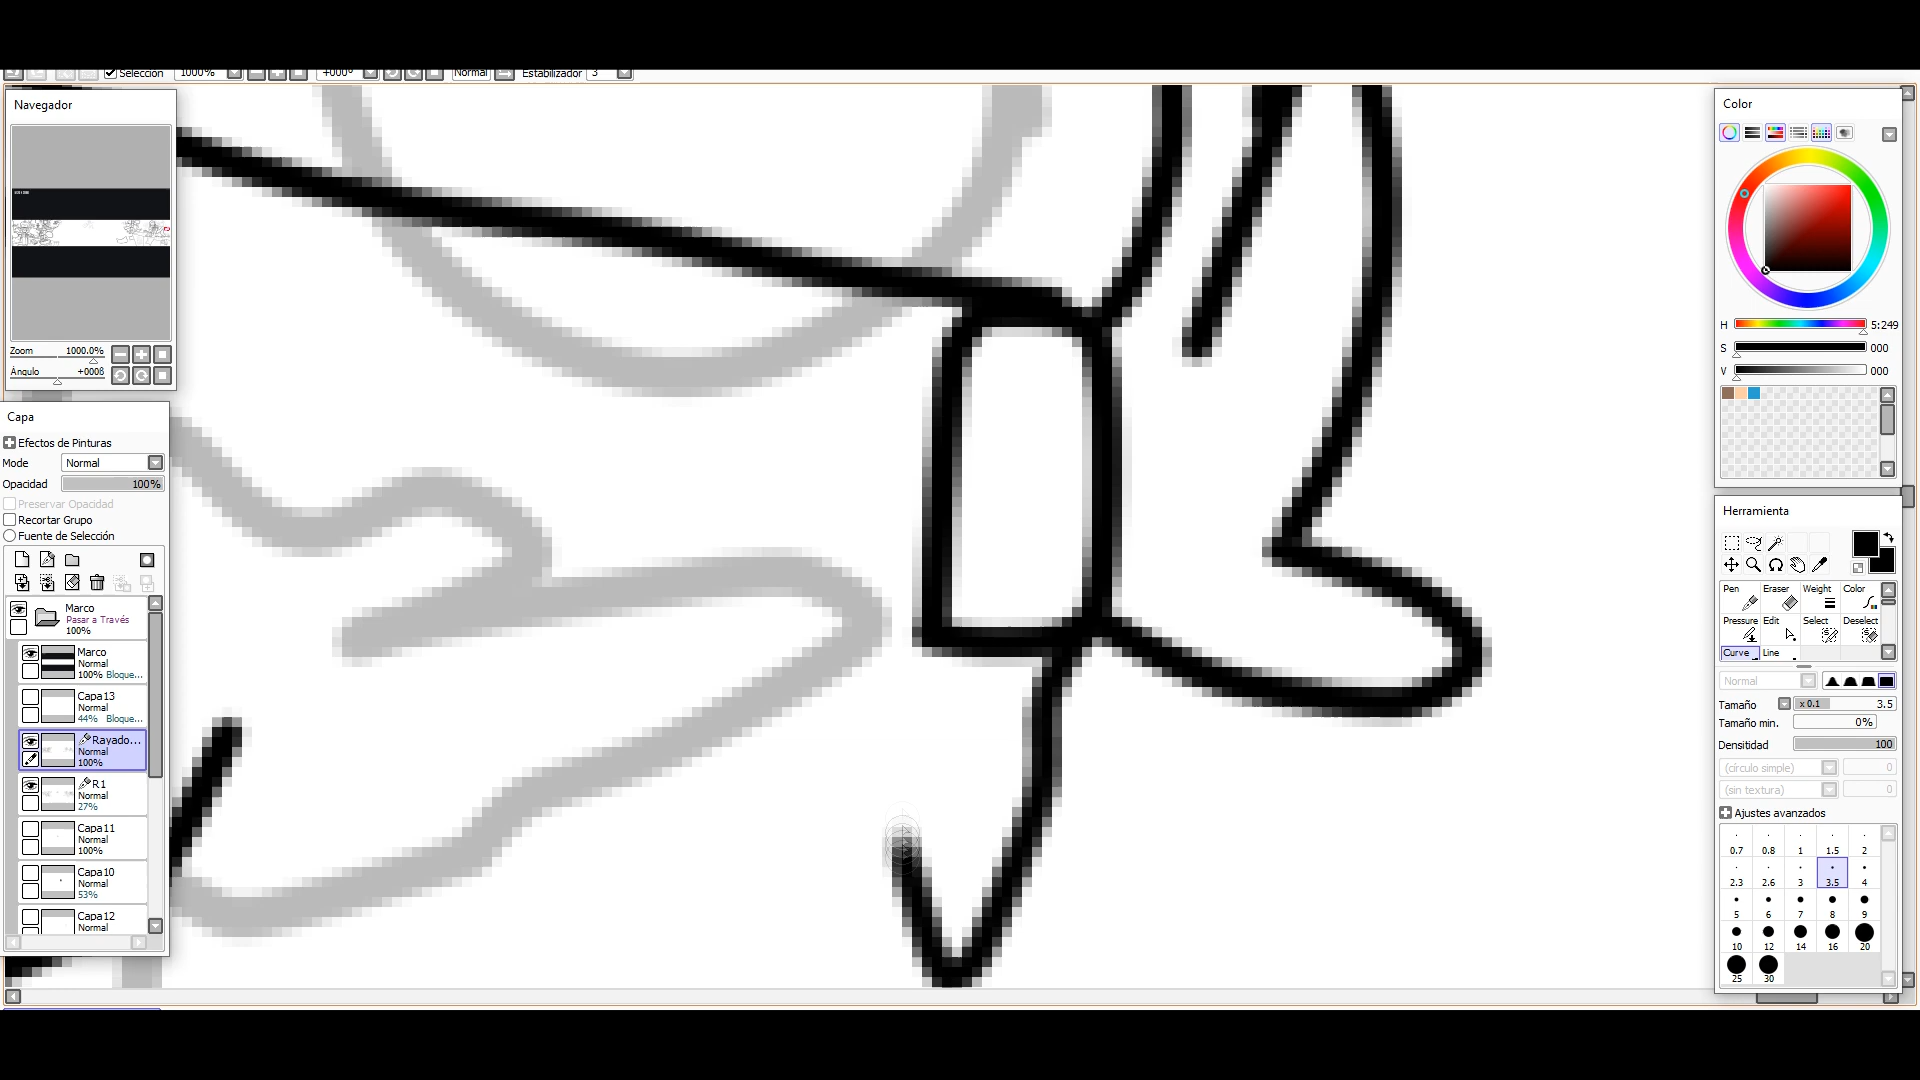 Selección 1000% +000º Normal Estabilizador 3
Navegador
Zoom 1000.0%
Ángulo +000ß
Capa
Efectos de Pinturas
Mode Normal
Opacidad 100%
Preservar Opacidad
Recortar Grupo
Fuente de Selección
Marco
Pasar a Través
100%
Marco
Normal
100% Bloque...
Capa13
Normal
44% Bloque...
Rayado...
Normal
100%
R1
Normal
27%
Capa11
Normal
100%
Capa10
Normal
53%
Capa12
Normal
Color
H 5:249
S 000
V 000
Herramienta
Pen Eraser Weight Color
Pressure Edit Select Deselect
Curve Line
Normal
Tamaño x 0.1 3.5
Tamaño min. 0%
Densitidad 100
(círculo simple) 0
(sin textura) 0
Ajustes avanzados
0.7 0.8 1 1.5 2
2.3 2.6 3 3.5 4
5 6 7 8 9
10 12 14 16 20
25 30